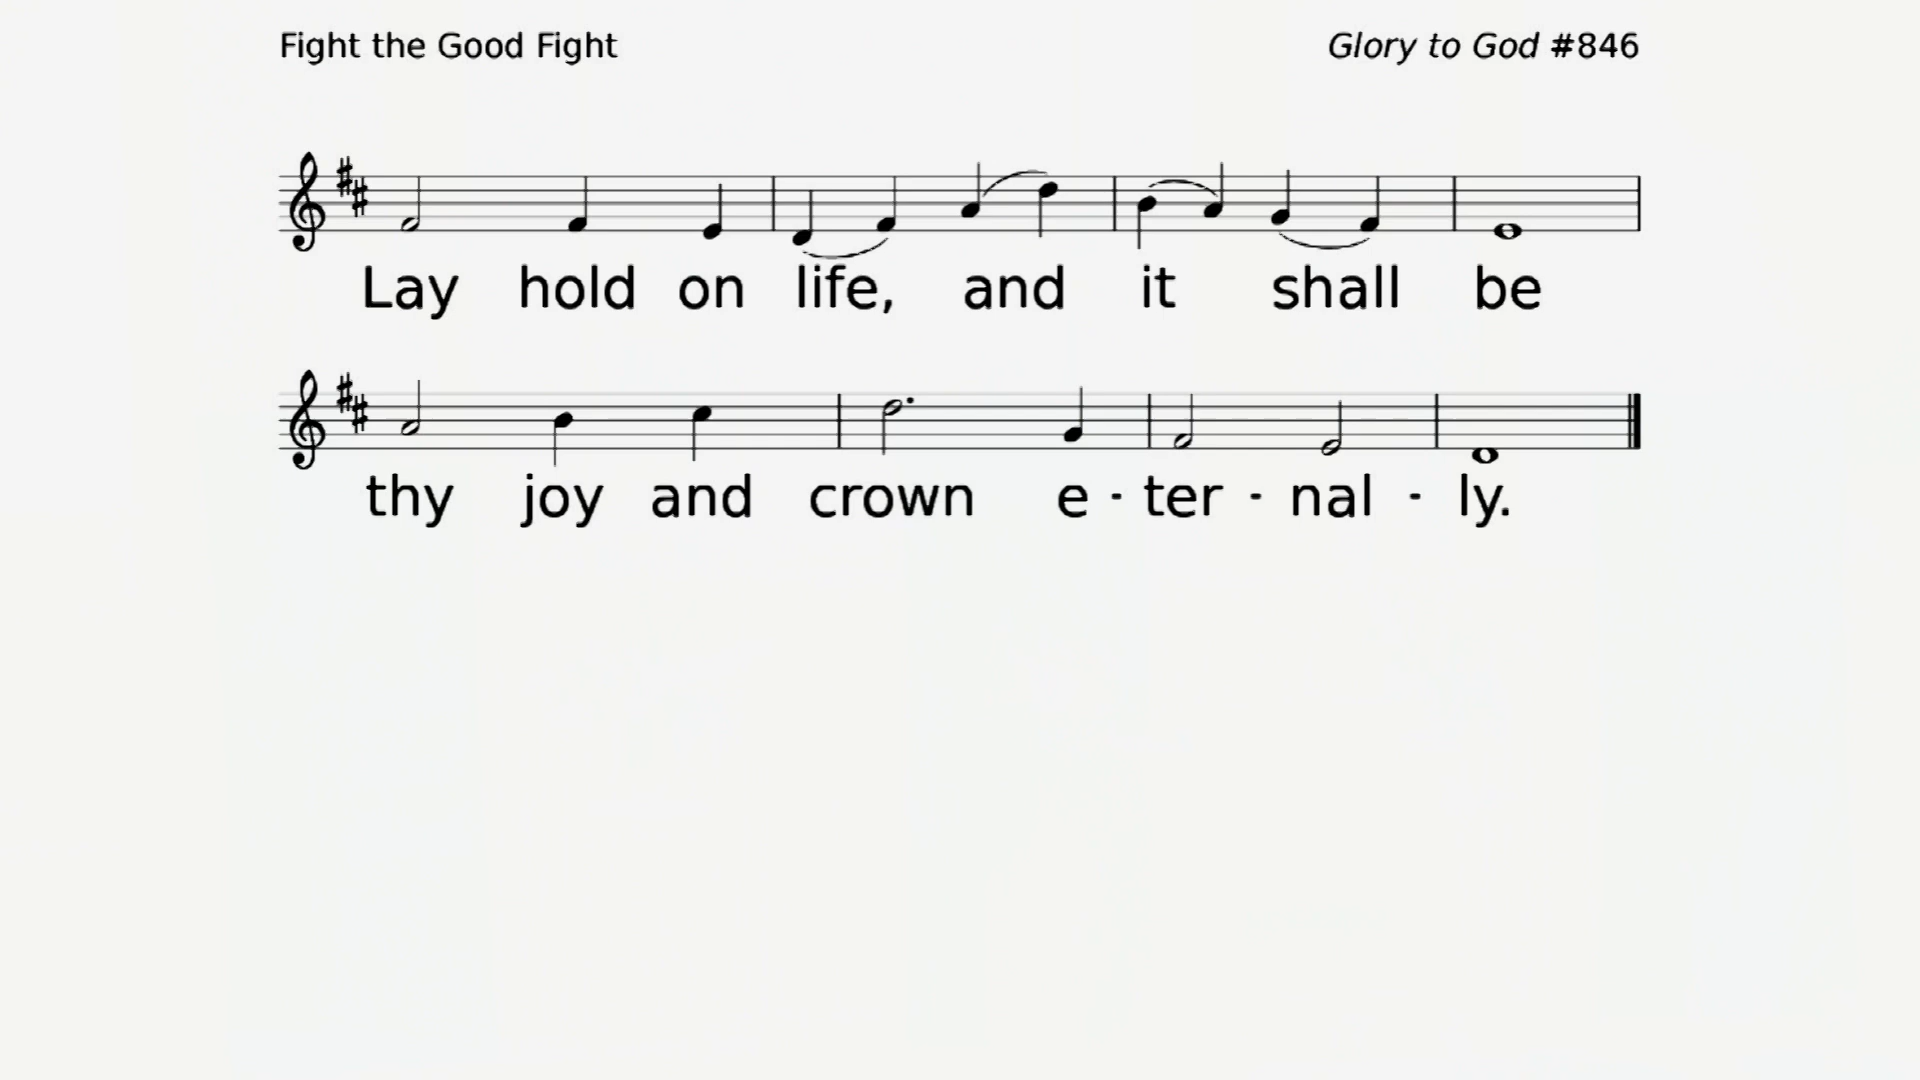 Fight the Good Fight
Glory to God #846
Lay hold on life, and it shall be
thy joy and crown e - ter - nal - ly.